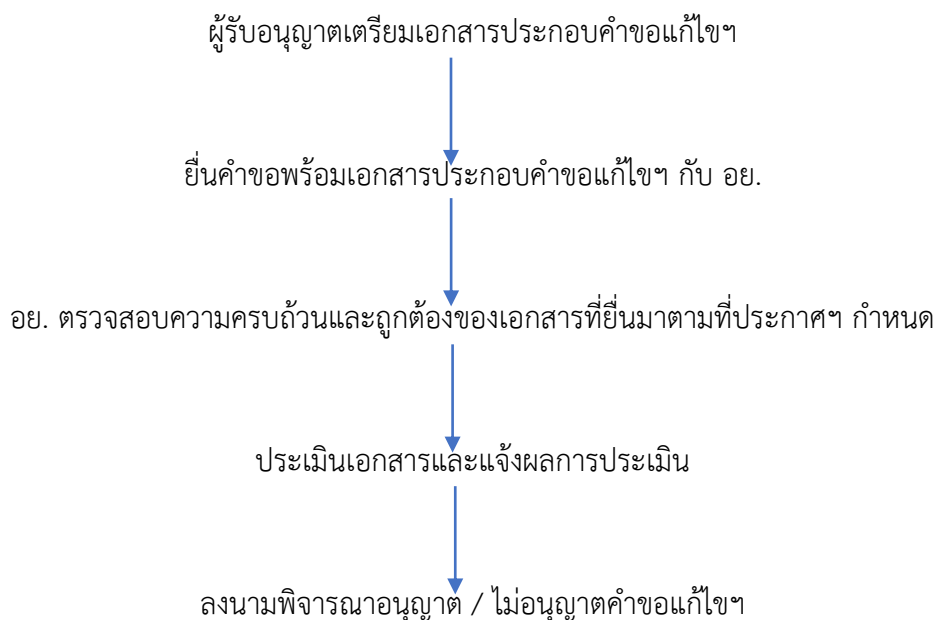 ผู้รับอนุญาตเตรียมเอกสารประกอบคำขอแก้ไขฯ
ยื่นคำขอพร้อมเอกสารประกอบคำขอแก้ไขฯ กับ อย.
อย. ตรวจสอบความครบถ้วนและถูกต้องของเอกสารที่ยื่นมาตามที่ประกาศฯ กำหนด
ประเมินเอกสารและแจ้งผลการประเมิน
ลงนามพิจารณาอนุญาต / ไม่อนุญาตคำขอแก้ไขฯ